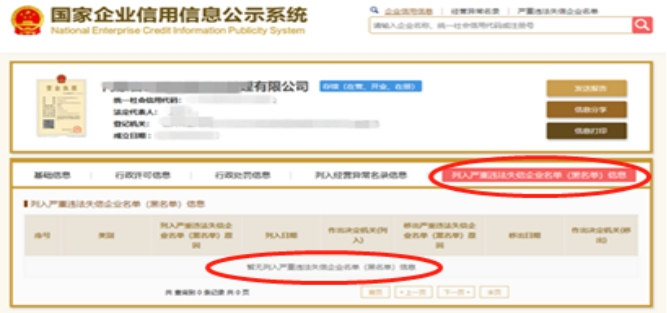 国家企业信用信息公示系统
National Enterprise Credit Information Publicity System
企业信用信息 | 经营异常名录 | 严重违法失信企业名单
请输入企业名称、统一社会信用代码或注册号
营业执照
理有限公司 存续（在营、开业、在册）
统一社会信用代码：
法定代表人：
登记机关：
成立日期：
发送报告
信息分享
信息打印
基础信息 | 行政许可信息 | 行政处罚信息 | 列入经营异常名录信息 | 列入严重违法失信企业名单（黑名单）信息
列入严重违法失信企业名单（黑名单）信息
序号 类别 列入严重违法失信企业名单（黑名单）原因 列入日期 作出决定机关(列入) 移出严重违法失信企业名单（黑名单）原因 移出日期 作出决定机关(移出)
暂无列入严重违法失信企业名单（黑名单）信息
共 查询到 0 条记录 共 0 页
首页 上一页 下一页 末页